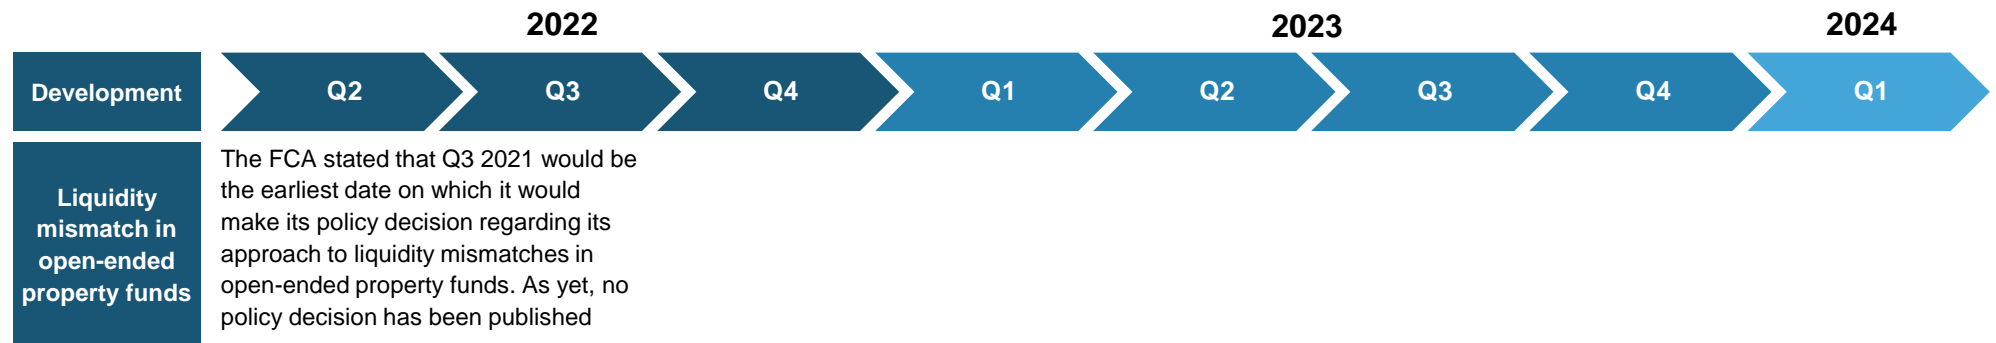 2022
2023
2024
Development
Q2
Q3
Q4
Q1
Q2
Q3
Q4
Q1
Liquidity
mismatch in
open-ended
property funds
The FCA stated that Q3 2021 would be
the earliest date on which it would
make its policy decision regarding its
approach to liquidity mismatches in
open-ended property funds. As yet, no
policy decision has been published